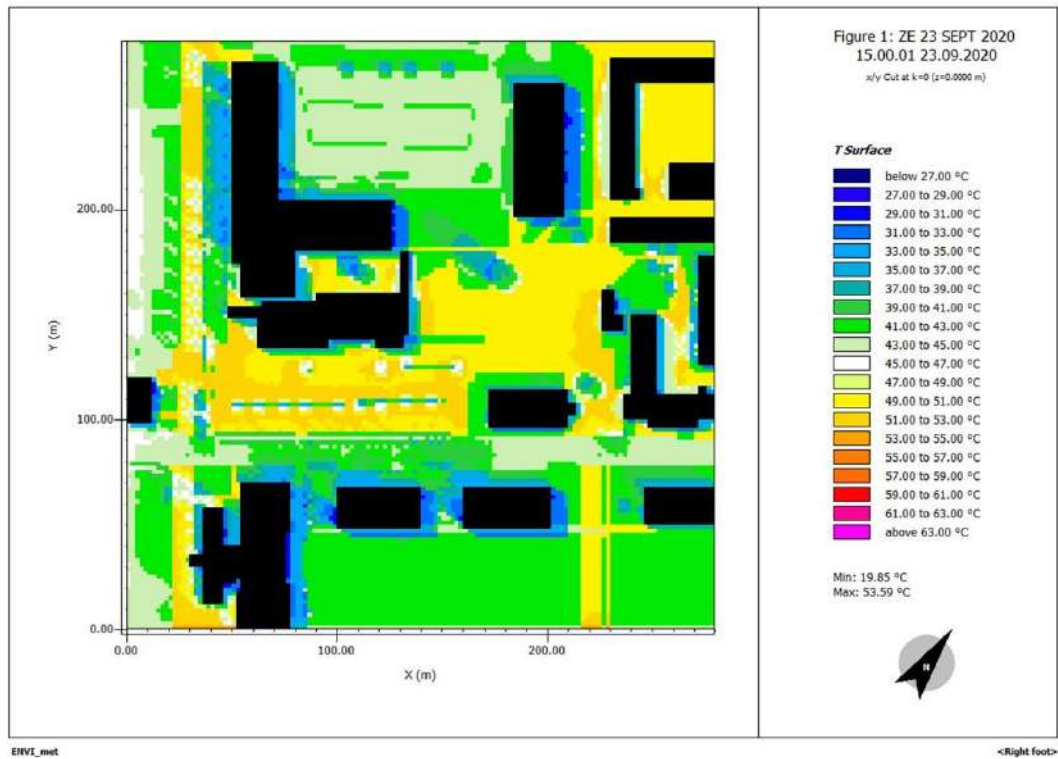 Figure 1: ZE 23 SEPT 2020
15.00.01 23.09.2020
x/y Cut at k=0 (z=0.0000 m)
T Surface
below 27.00 °C
27.00 to 29.00 °C
29.00 to 31.00 °C
31.00 to 33.00 °C
33.00 to 35.00 °C
35.00 to 37.00 °C
37.00 to 39.00 °C
39.00 to 41.00 °C
41.00 to 43.00 °C
43.00 to 45.00 °C
45.00 to 47.00 °C
47.00 to 49.00 °C
49.00 to 51.00 °C
51.00 to 53.00 °C
53.00 to 55.00 °C
55.00 to 57.00 °C
57.00 to 59.00 °C
59.00 to 61.00 °C
61.00 to 63.00 °C
above 63.00 °C
Min: 19.85 °C
Max: 53.59 °C
N
200.00
Y (m)
100.00
0.00
0.00 100.00 200.00
X (m)
ENVI_met
<Right foot>